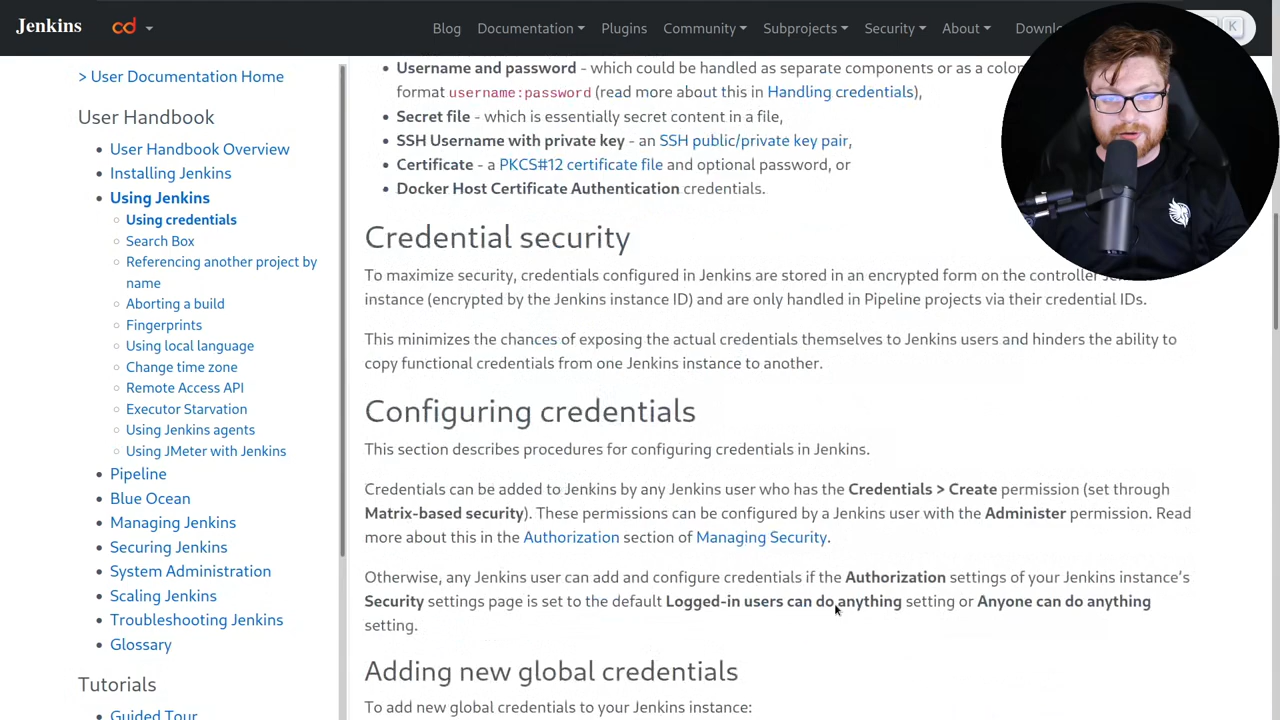 Jenkins
cd
Blog
Documentation
Plugins
Community
Subprojects
Security
About
Downlo
K
> User Documentation Home
User Handbook
User Handbook Overview
Installing Jenkins
Using Jenkins
Using credentials
Search Box
Referencing another project by
name
Aborting a build
Fingerprints
Using local language
Change time zone
Remote Access API
Executor Starvation
Using Jenkins agents
Using JMeter with Jenkins
Pipeline
Blue Ocean
Managing Jenkins
Securing Jenkins
System Administration
Scaling Jenkins
Troubleshooting Jenkins
Glossary
Tutorials
Guided Tour
Username and password - which could be handled as separate components or as a colon
format username:password (read more about this in Handling credentials),
Secret file - which is essentially secret content in a file,
SSH Username with private key - an SSH public/private key pair,
Certificate - a PKCS#12 certificate file and optional password, or
Docker Host Certificate Authentication credentials.
Credential security
To maximize security, credentials configured in Jenkins are stored in an encrypted form on the controller
instance (encrypted by the Jenkins instance ID) and are only handled in Pipeline projects via their credential IDs.
This minimizes the chances of exposing the actual credentials themselves to Jenkins users and hinders the ability to
copy functional credentials from one Jenkins instance to another.
Configuring credentials
This section describes procedures for configuring credentials in Jenkins.
Credentials can be added to Jenkins by any Jenkins user who has the Credentials > Create permission (set through
Matrix-based security). These permissions can be configured by a Jenkins user with the Administer permission. Read
more about this in the Authorization section of Managing Security.
Otherwise, any Jenkins user can add and configure credentials if the Authorization settings of your Jenkins instance's
Security settings page is set to the default Logged-in users can do anything setting or Anyone can do anything
setting.
Adding new global credentials
To add new global credentials to your Jenkins instance: